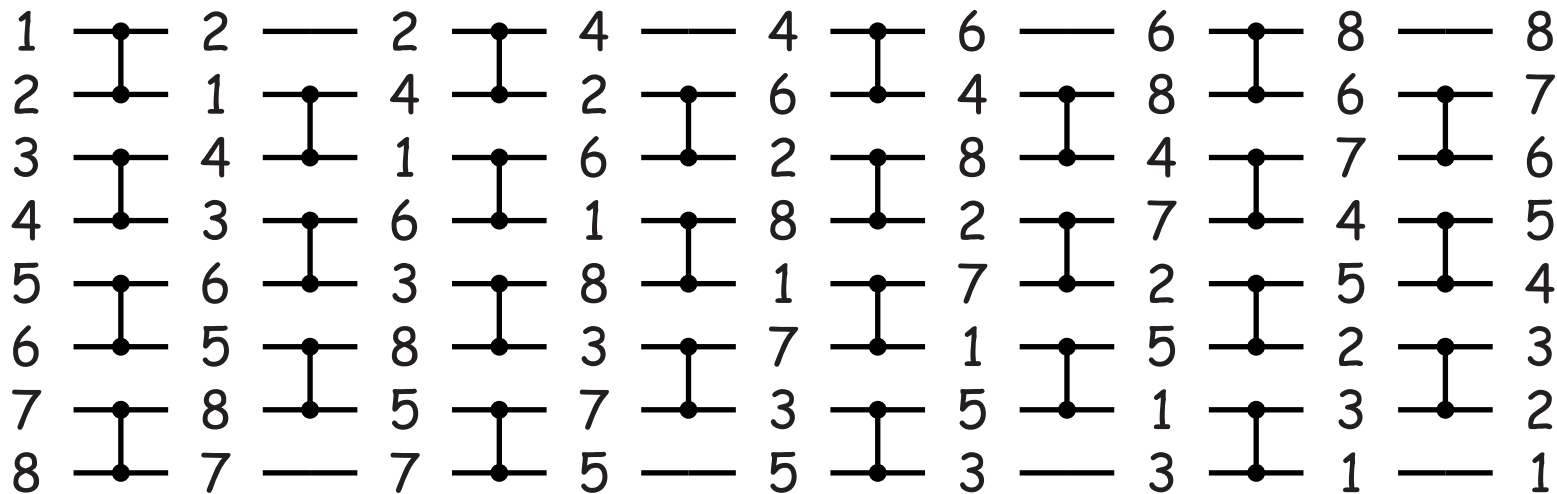 1 2 2 4 4 6 6 8 8
2 1 4 2 6 4 8 6 7
3 4 1 6 2 8 4 7 6
4 3 6 1 8 2 7 4 5
5 6 3 8 1 7 2 5 4
6 5 8 3 7 1 5 2 3
7 8 5 7 3 5 1 3 2
8 7 7 5 5 3 3 1 1